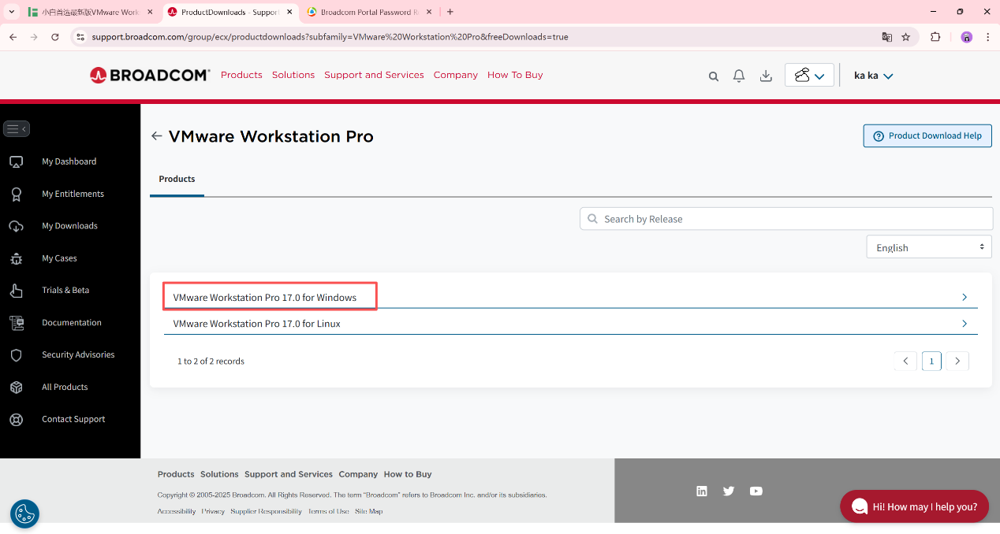 小白首选最新版VMware Work
ProductDownloads - Support
Broadcom Portal Password R
support.broadcom.com/group/ecx/productdownloads?subfamily=VMware%20Workstation%20Pro&freeDownloads=true
BROADCOM
Products Solutions Support and Services Company How To Buy
ka ka
VMware Workstation Pro
Product Download Help
My Dashboard
My Entitlements
My Downloads
My Cases
Trials & Beta
Documentation
Security Advisories
All Products
Contact Support
Products
Search by Release
English
VMware Workstation Pro 17.0 for Windows
VMware Workstation Pro 17.0 for Linux
1 to 2 of 2 records
1
Products Solutions Support and Services Company How to Buy
Copyright © 2005-2025 Broadcom. All Rights Reserved. The term “Broadcom” refers to Broadcom Inc. and/or its subsidiaries.
Accessibility Privacy Supplier Responsibility Terms of Use Site Map
Hi! How may I help you?